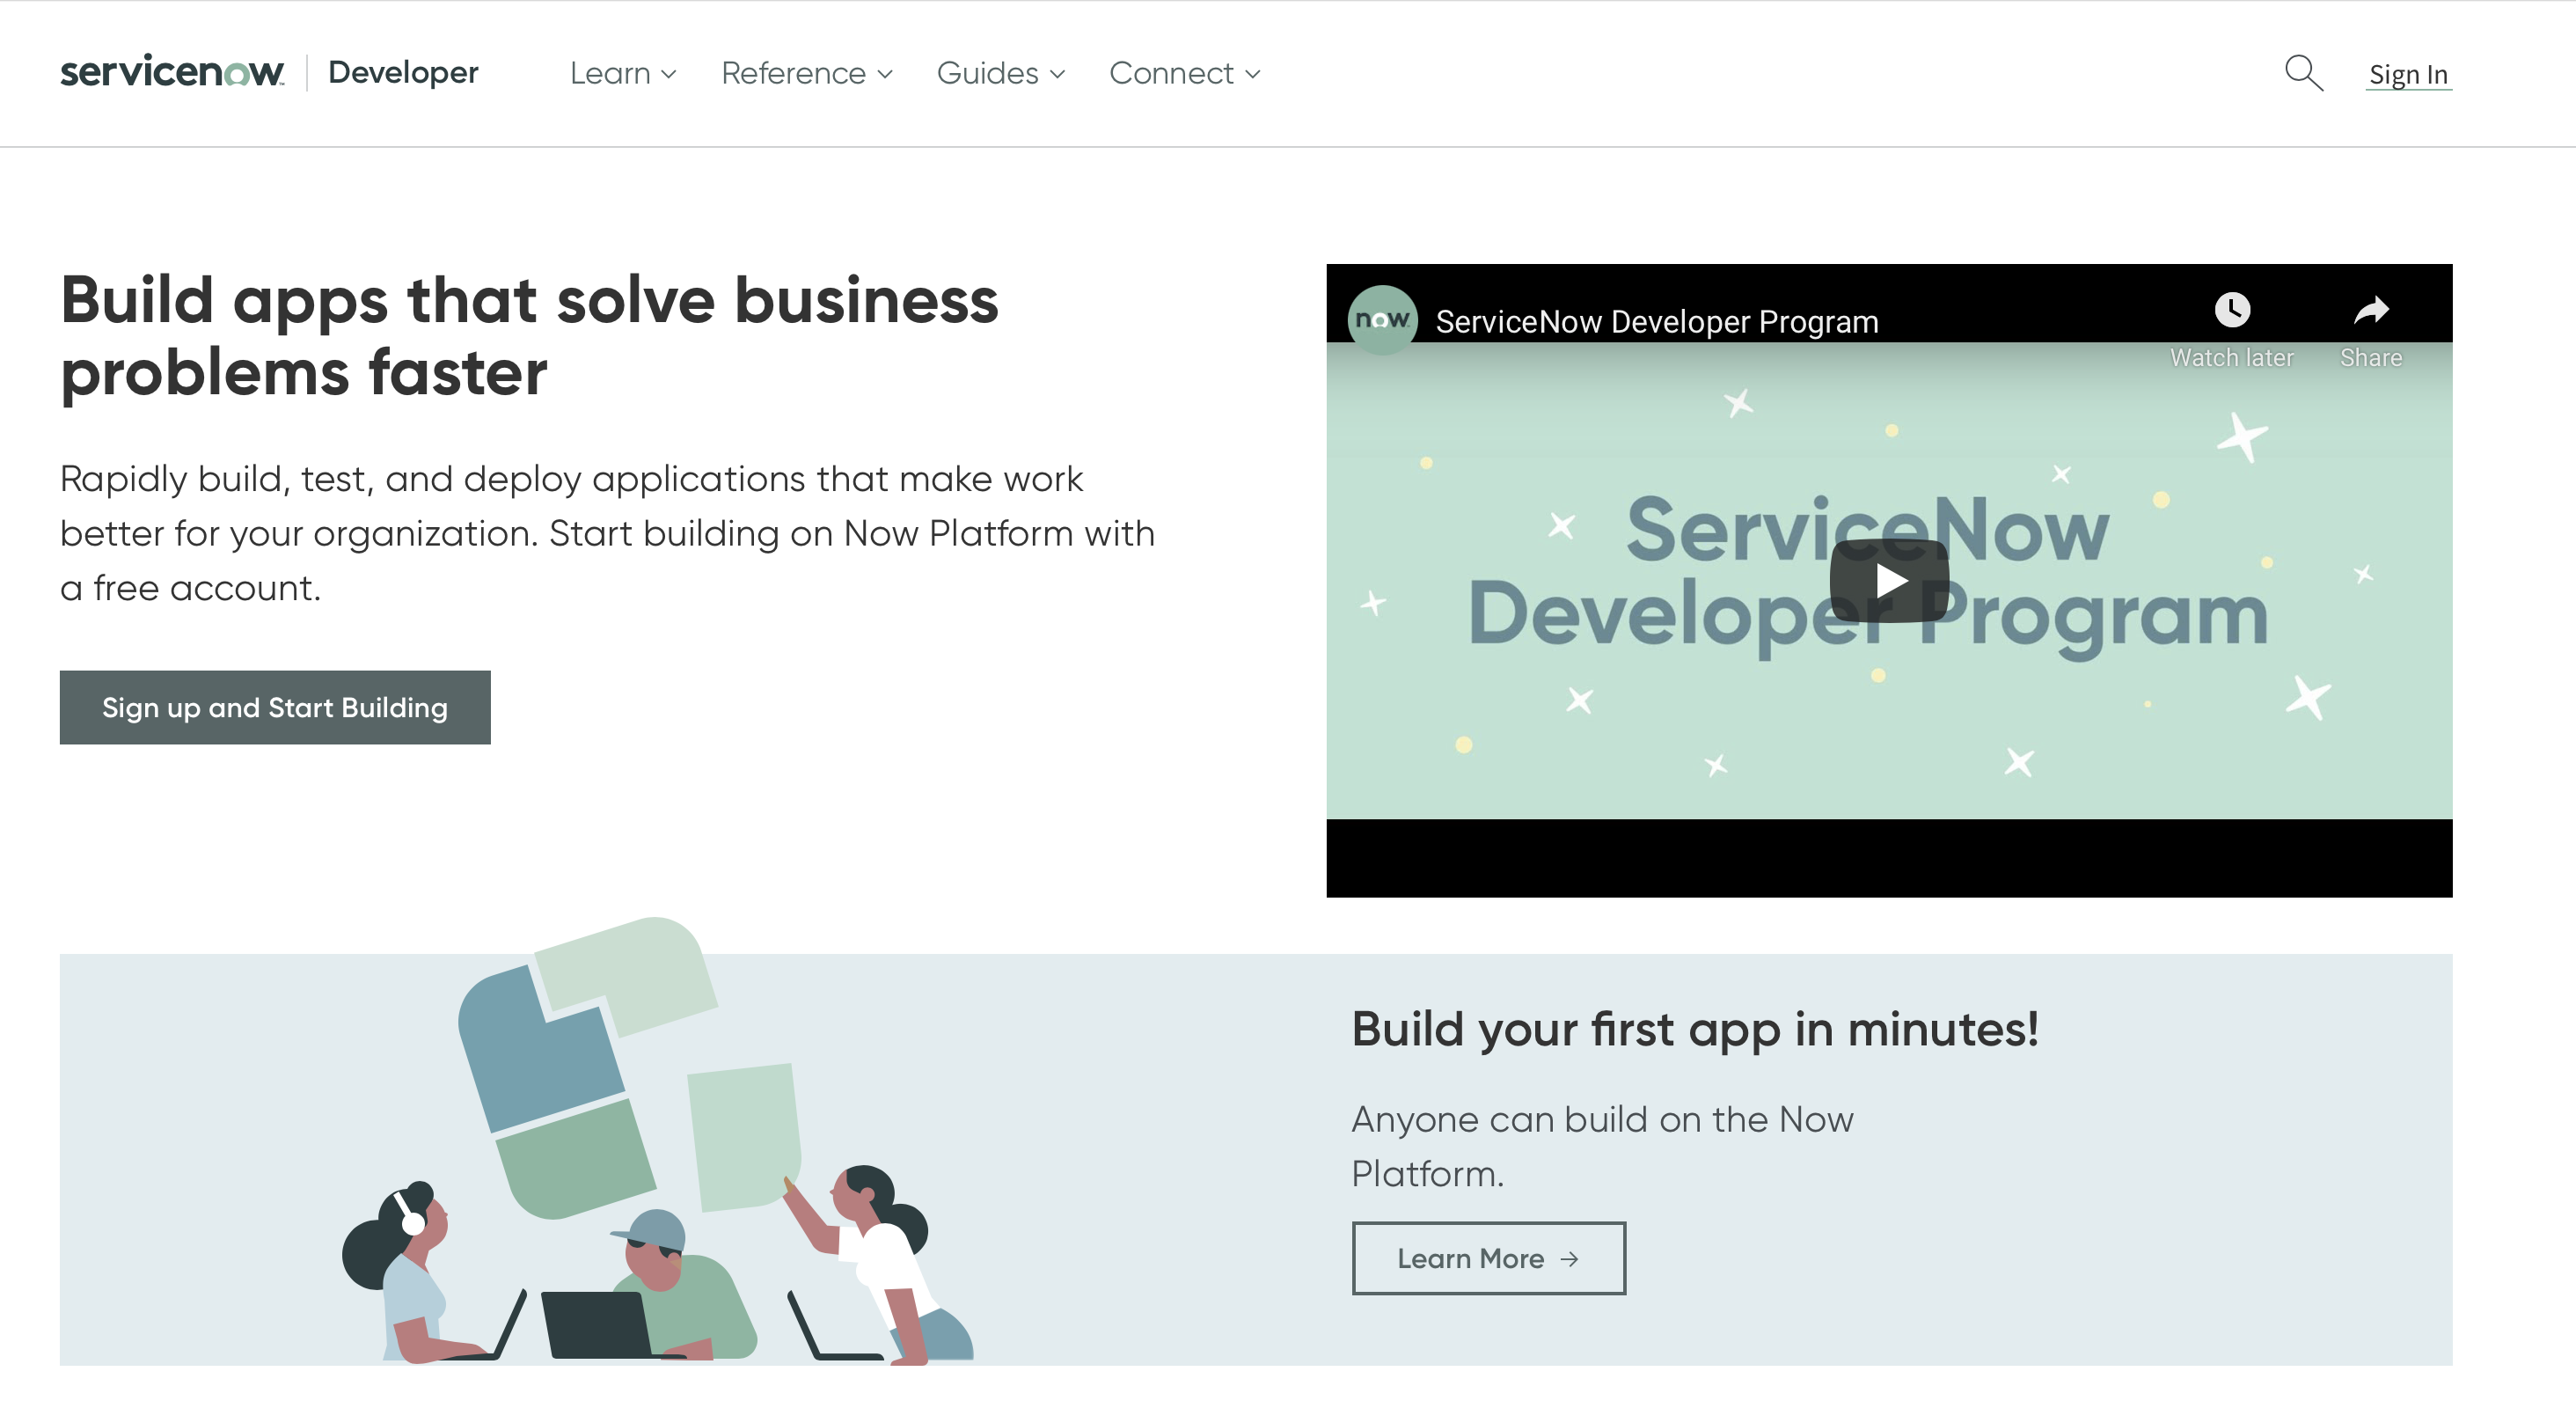 servicenow Developer Learn Reference Guides Connect Sign In
Build apps that solve business
problems faster
Rapidly build, test, and deploy applications that make work
better for your organization. Start building on Now Platform with
a free account.
Sign up and Start Building
now ServiceNow Developer Program
Watch later Share
ServiceNow
Developer Program
Build your first app in minutes!
Anyone can build on the Now
Platform.
Learn More →